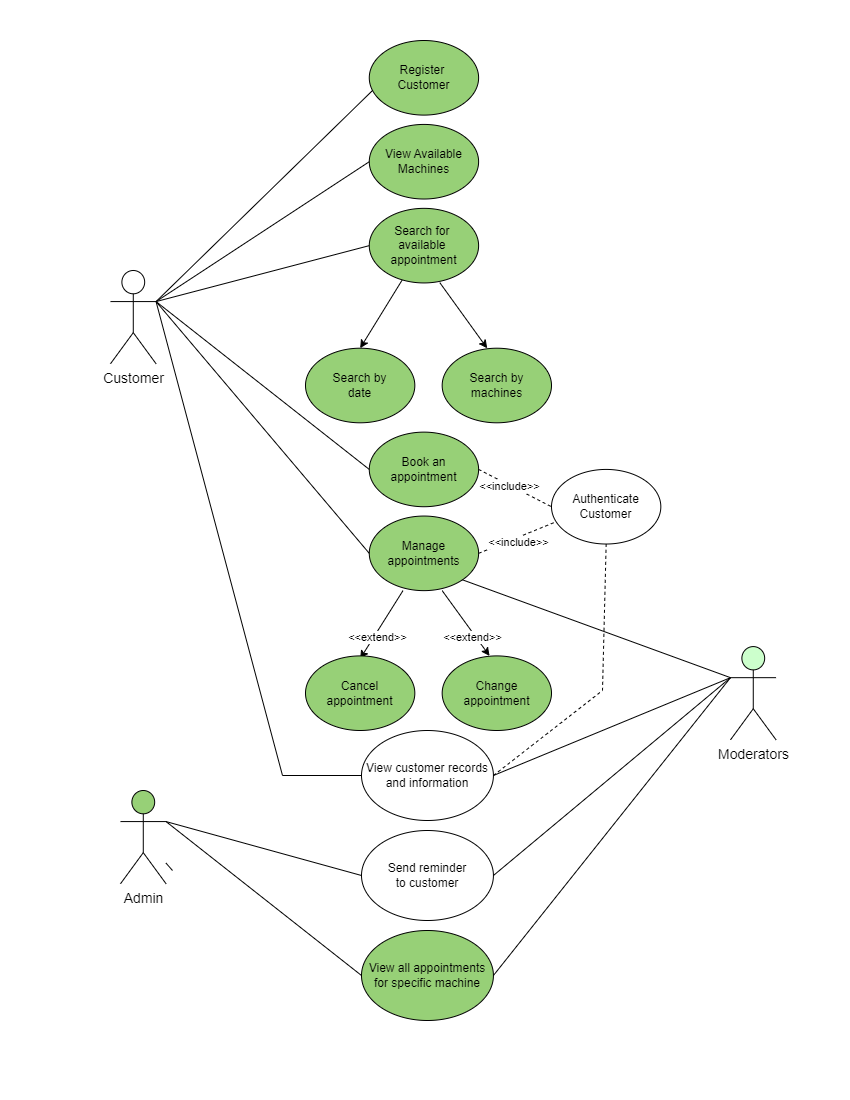 Register
Customer
View Available
Machines
Search for
available
appointment
Customer
Search by
date
Search by
machines
Book an
appointment
<<include>>
Authenticate
Customer
Manage
appointments
<<include>>
<<extend>>
<<extend>>
Cancel
appointment
Change
appointment
Moderators
View customer records
and information
Admin
Send reminder
to customer
View all appointments
for specific machine